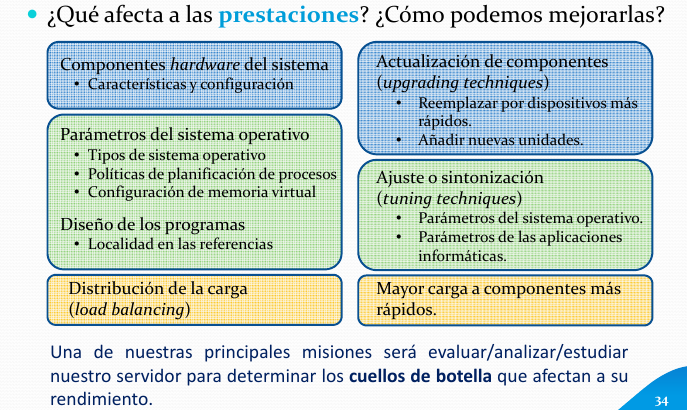 • ¿Qué afecta a las prestaciones? ¿Cómo podemos mejorarlas?
Componentes hardware del sistema
• Características y configuración
Parámetros del sistema operativo
• Tipos de sistema operativo
• Políticas de planificación de procesos
• Configuración de memoria virtual
Diseño de los programas
• Localidad en las referencias
Distribución de la carga
(load balancing)
Actualización de componentes
(upgrading techniques)
• Reemplazar por dispositivos más
rápidos.
• Añadir nuevas unidades.
Ajuste o sintonización
(tuning techniques)
• Parámetros del sistema operativo.
• Parámetros de las aplicaciones
informáticas.
Mayor carga a componentes más
rápidos.
Una de nuestras principales misiones será evaluar/analizar/estudiar
nuestro servidor para determinar los cuellos de botella que afectan a su
rendimiento.
34